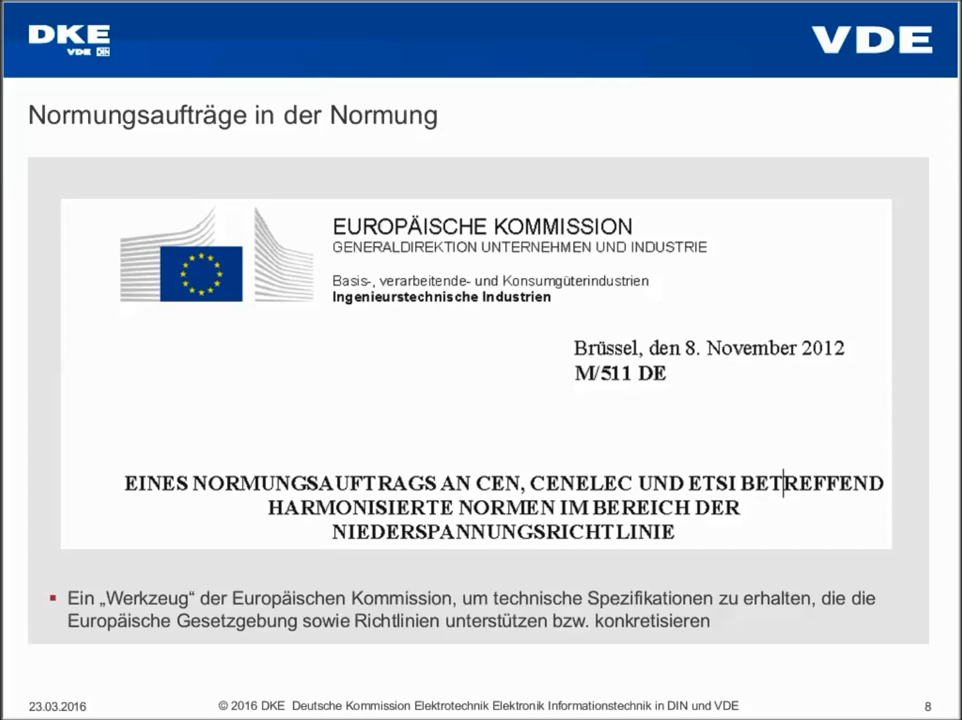 DKE
VDE DIN
VDE
Normungsaufträge in der Normung
EUROPÄISCHE KOMMISSION
GENERALDIREKTION UNTERNEHMEN UND INDUSTRIE
Basis-, verarbeitende- und Konsumgüterindustrien
Ingenieurstechnische Industrien
Brüssel, den 8. November 2012
M/511 DE
EINES NORMUNGSAUFTRAGS AN CEN, CENELEC UND ETSI BETREFFEND
HARMONISIERTE NORMEN IM BEREICH DER
NIEDERSPANNUNGSRICHTLINIE
▪ Ein „Werkzeug“ der Europäischen Kommission, um technische Spezifikationen zu erhalten, die die
Europäische Gesetzgebung sowie Richtlinien unterstützen bzw. konkretisieren
23.03.2016
© 2016 DKE Deutsche Kommission Elektrotechnik Elektronik Informationstechnik in DIN und VDE
8